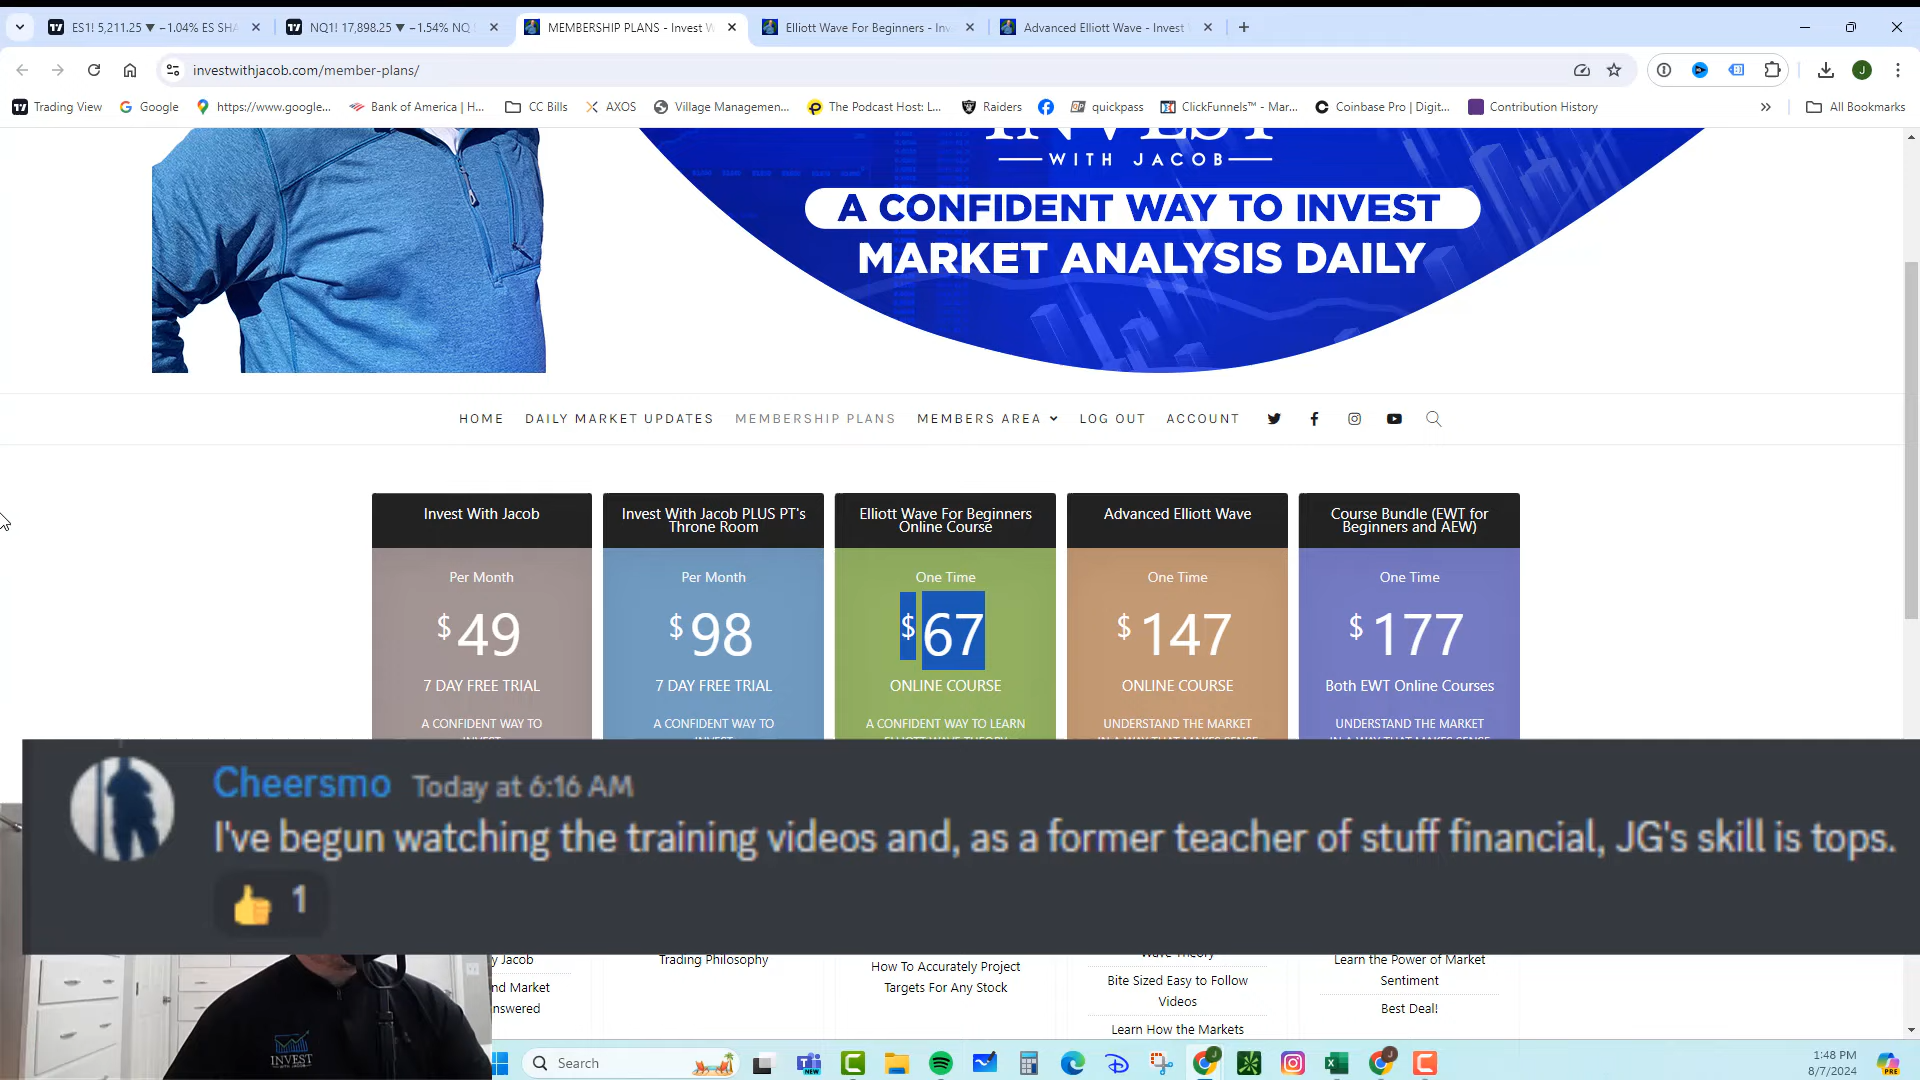 ES1! 5,211.25 ▼ −1.04% ES SHA
NQ1! 17,898.25 ▼ −1.54% NQ
MEMBERSHIP PLANS - Invest W
Elliott Wave For Beginners - Inv
Advanced Elliott Wave - Invest
investwithjacob.com/member-plans/
J
Trading View
Google
https://www.google...
Bank of America | H...
CC Bills
AXOS
Village Managemen...
The Podcast Host: L...
Raiders
quickpass
ClickFunnels™ - Mar...
Coinbase Pro | Digit...
Contribution History
All Bookmarks
INVEST
WITH JACOB
A CONFIDENT WAY TO INVEST
MARKET ANALYSIS DAILY
HOME DAILY MARKET UPDATES MEMBERSHIP PLANS MEMBERS AREA LOG OUT ACCOUNT
Invest With Jacob
Per Month
$49
7 DAY FREE TRIAL
A CONFIDENT WAY TO
Invest With Jacob PLUS PT's
Throne Room
Per Month
$98
7 DAY FREE TRIAL
A CONFIDENT WAY TO
Elliott Wave For Beginners
Online Course
One Time
$67
ONLINE COURSE
A CONFIDENT WAY TO LEARN
Advanced Elliott Wave
One Time
$147
ONLINE COURSE
UNDERSTAND THE MARKET
Course Bundle (EWT for
Beginners and AEW)
One Time
$177
Both EWT Online Courses
UNDERSTAND THE MARKET
Cheersmo Today at 6:16 AM
I've begun watching the training videos and, as a former teacher of stuff financial, JG's skill is tops.
1
y Jacob
nd Market
nswered
Trading Philosophy
How To Accurately Project
Targets For Any Stock
Wave Theory
Bite Sized Easy to Follow
Videos
Learn How the Markets
Learn the Power of Market
Sentiment
Best Deal!
INVEST
WITH JACOB
Search
1:48 PM
8/7/2024